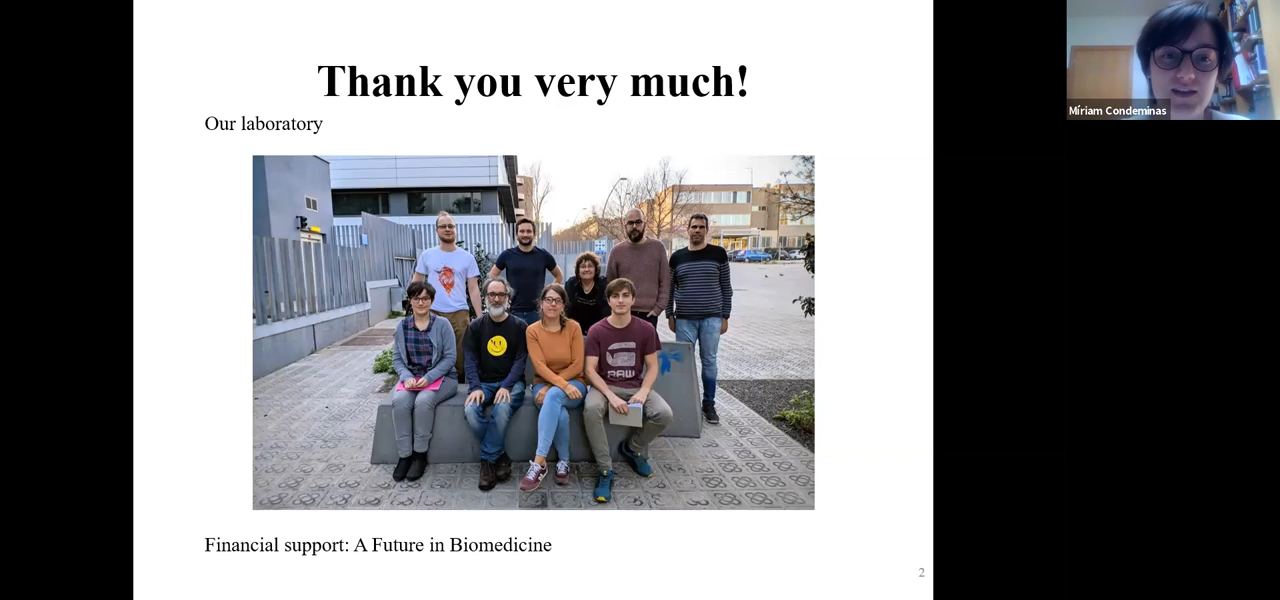 Thank you very much!
Our laboratory
RAW
Financial support: A Future in Biomedicine
2
Míriam Condeminas